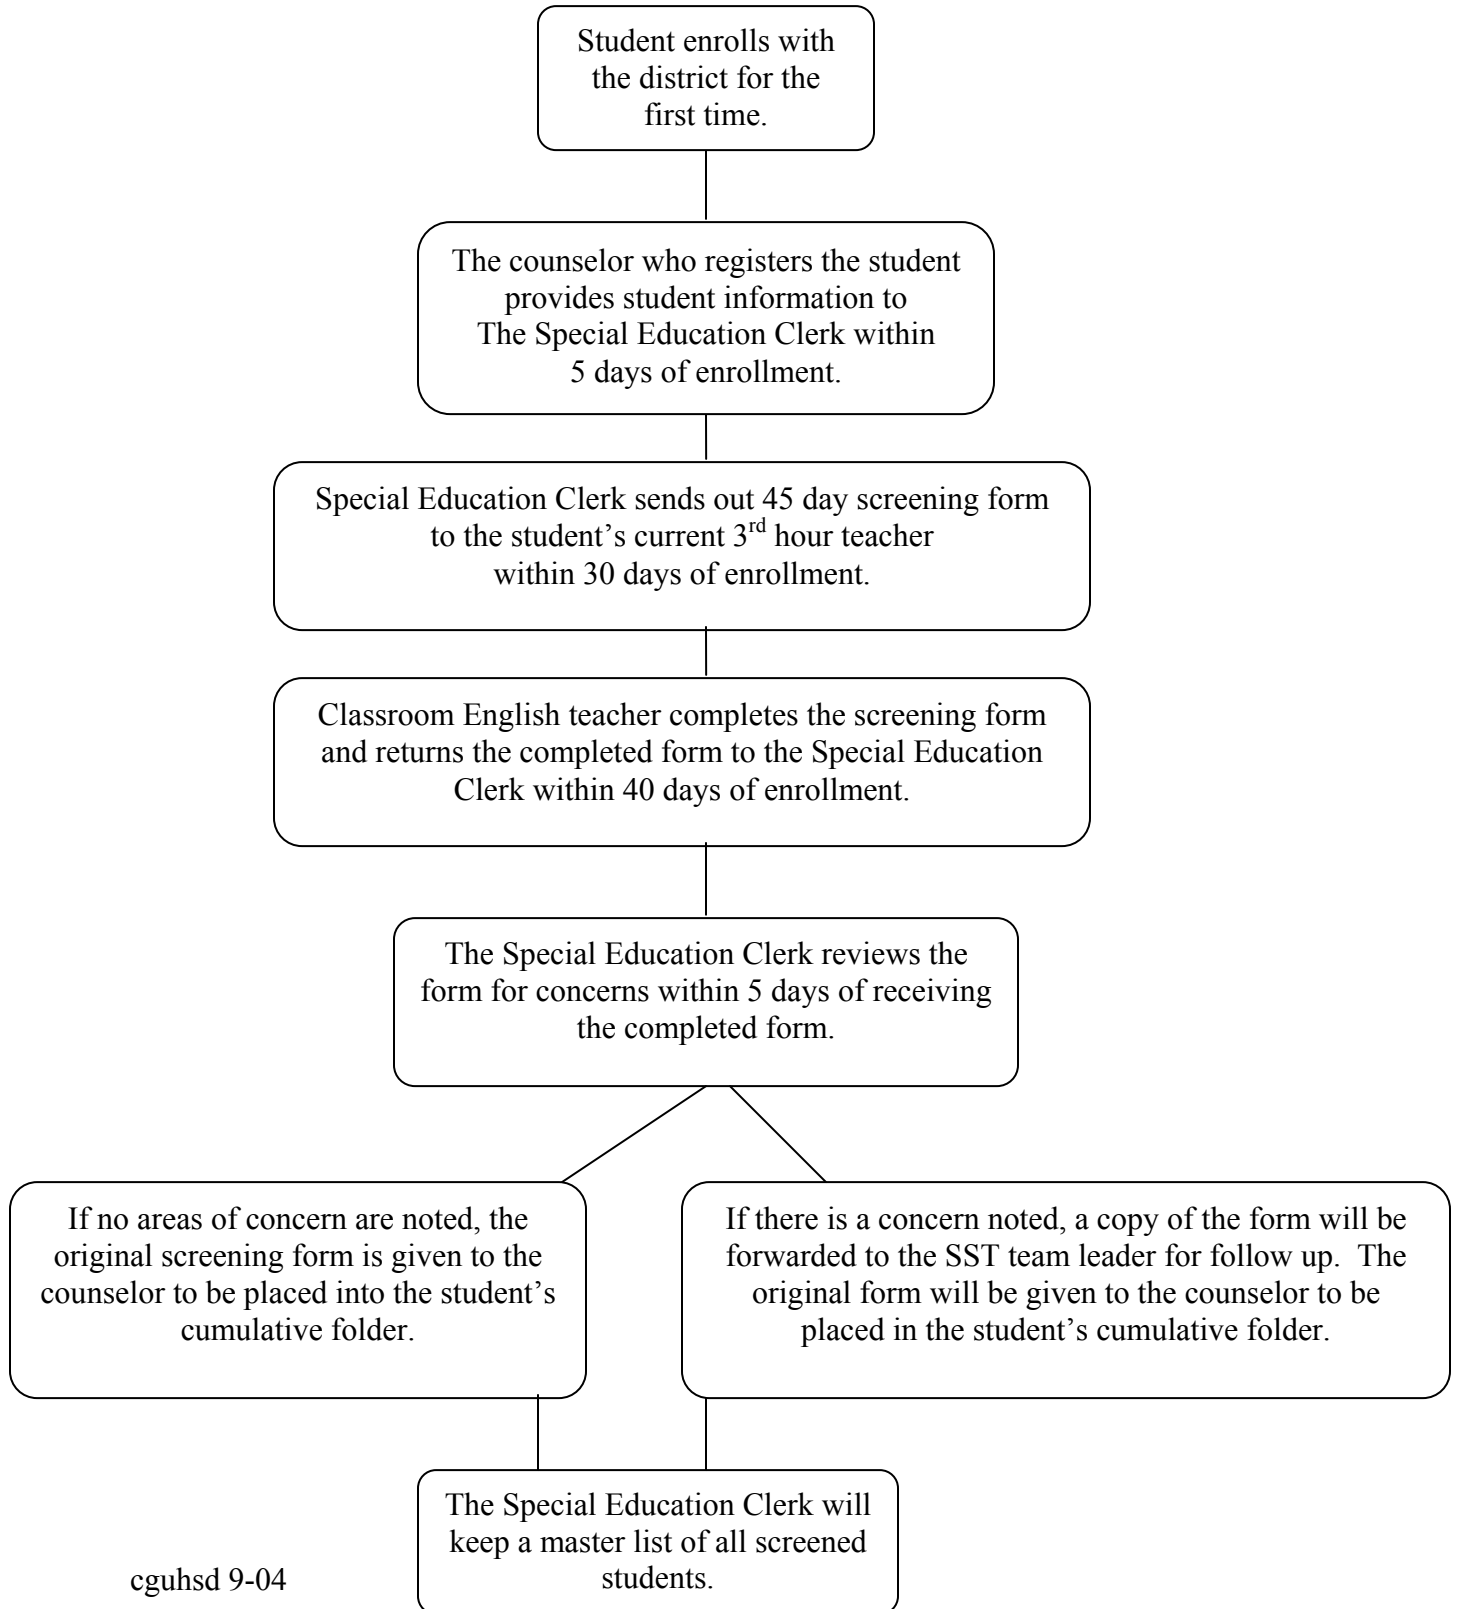 Student enrolls with
the district for the
first time.
The counselor who registers the student
provides student information to
The Special Education Clerk within
5 days of enrollment.
Special Education Clerk sends out 45 day screening form
to the student’s current 3rd hour teacher
within 30 days of enrollment.
Classroom English teacher completes the screening form
and returns the completed form to the Special Education
Clerk within 40 days of enrollment.
The Special Education Clerk reviews the
form for concerns within 5 days of receiving
the completed form.
If no areas of concern are noted, the
original screening form is given to the
counselor to be placed into the student’s
cumulative folder.
If there is a concern noted, a copy of the form will be
forwarded to the SST team leader for follow up.  The
original form will be given to the counselor to be
placed in the student’s cumulative folder.
The Special Education Clerk will
keep a master list of all screened
students.
cguhsd 9-04